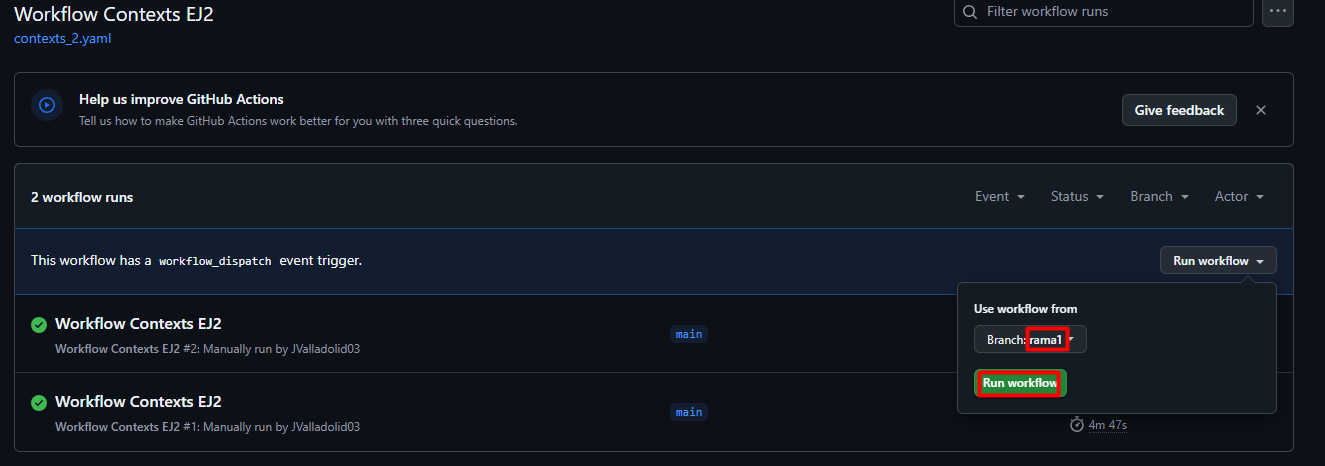 Workflow Contexts EJ2
Filter workflow runs
contexts_2.yaml
Help us improve GitHub Actions
Tell us how to make GitHub Actions work better for you with three quick questions.
Give feedback
2 workflow runs
Event
Status
Branch
Actor
This workflow has a workflow_dispatch event trigger.
Run workflow
Use workflow from
Branch: rama1
Run workflow
Workflow Contexts EJ2
main
Workflow Contexts EJ2 #2: Manually run by JValladolid03
Workflow Contexts EJ2
main
Workflow Contexts EJ2 #1: Manually run by JValladolid03
4m 47s